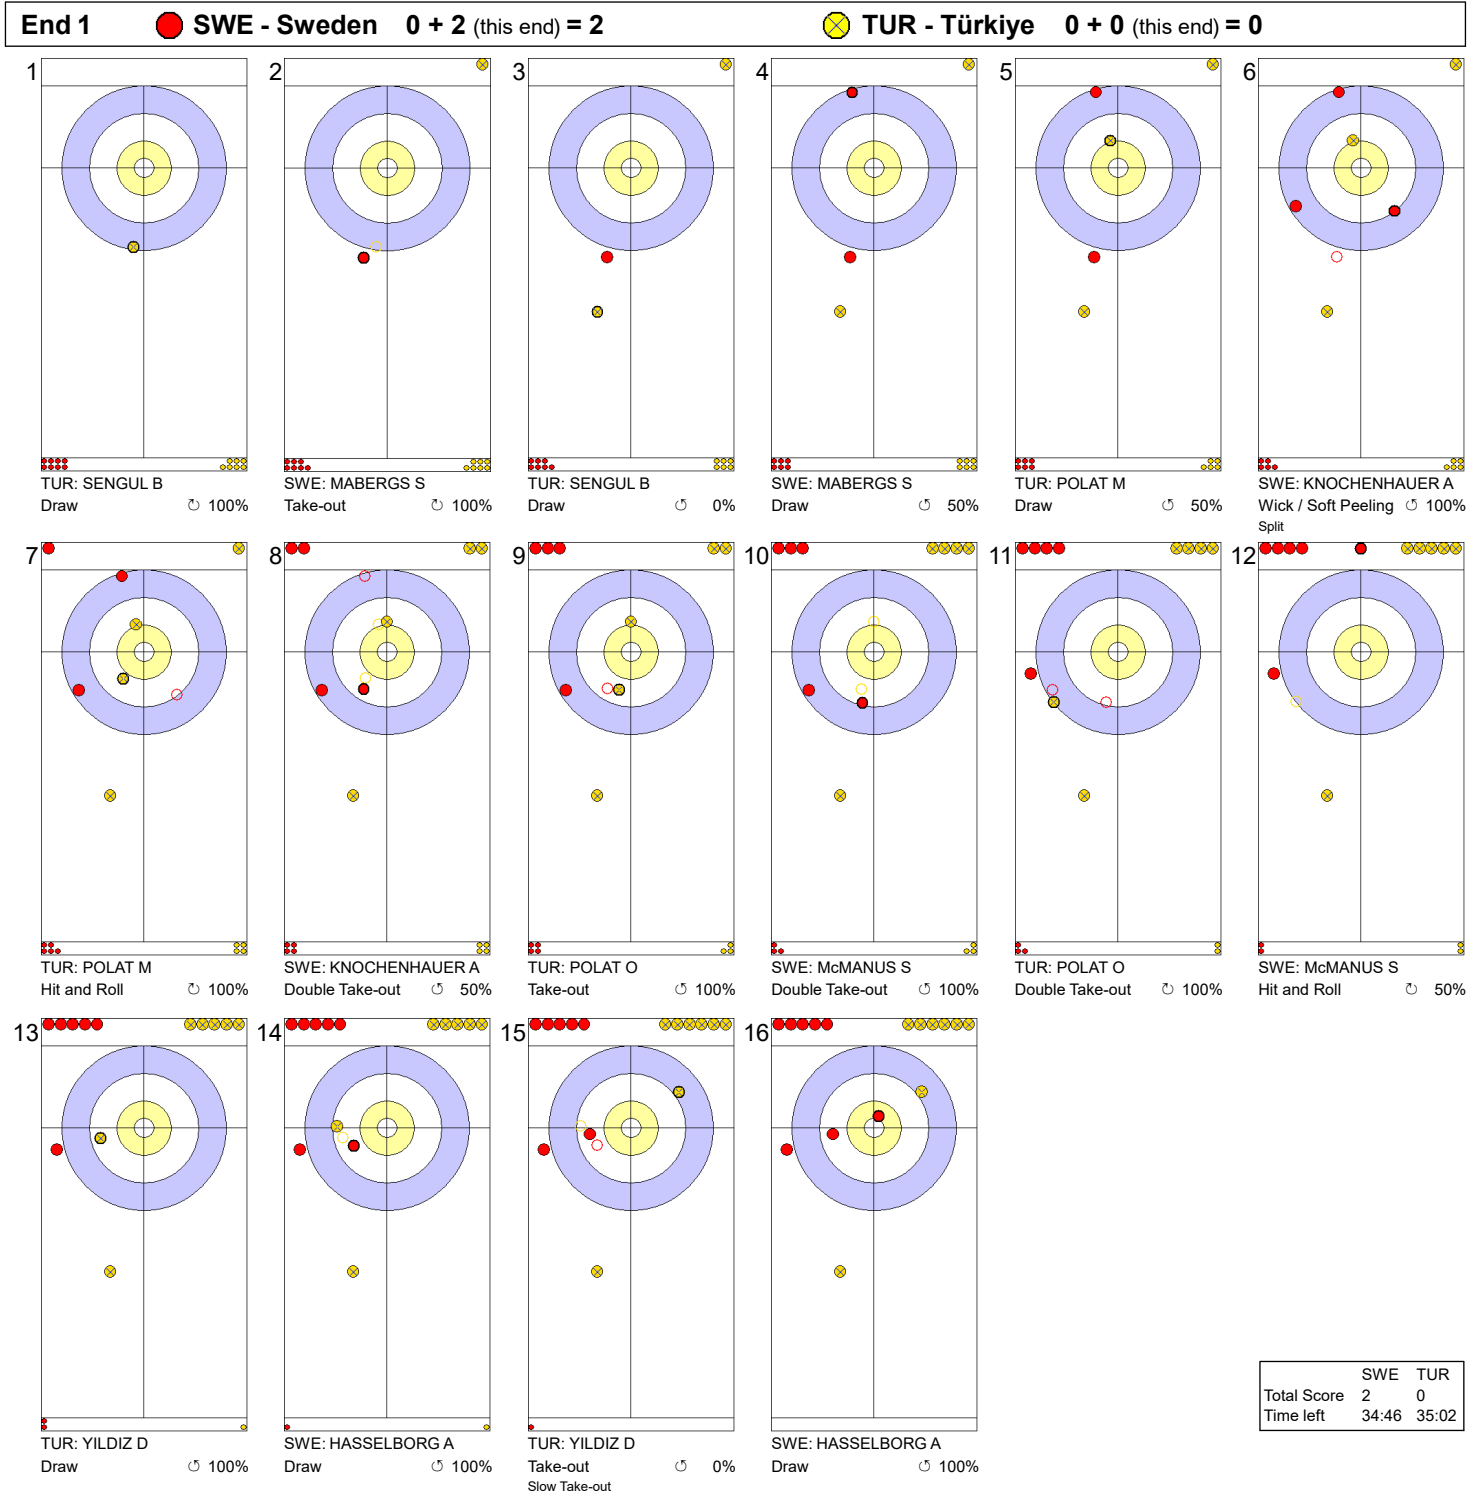 End 1 SWE - Sweden 0 + 2 (this end) = 2 TUR - Türkiye 0 + 0 (this end) = 0
1 2 3 4 5 6
TUR: SENGUL B SWE: MABERGS S TUR: SENGUL B SWE: MABERGS S TUR: POLAT M SWE: KNOCHENHAUER A
Draw ↻ 100% Take-out ↺ 100% Draw ↺ 0% Draw ↺ 50% Draw ↺ 50% Wick / Soft Peeling ↺ 100%
Split
7 8 9 10 11 12
TUR: POLAT M SWE: KNOCHENHAUER A TUR: POLAT O SWE: McMANUS S TUR: POLAT O SWE: McMANUS S
Hit and Roll ↻ 100% Double Take-out ↺ 50% Take-out ↺ 100% Double Take-out ↺ 100% Double Take-out ↻ 100% Hit and Roll ↻ 50%
13 14 15 16
SWE TUR
Total Score 2 0
Time left 34:46 35:02
TUR: YILDIZ D SWE: HASSELBORG A TUR: YILDIZ D SWE: HASSELBORG A
Draw ↺ 100% Draw ↺ 100% Take-out ↺ 0% Draw ↺ 100%
Slow Take-out